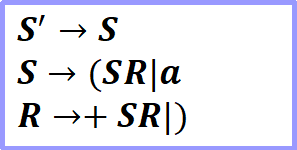 S′ → S
S → (SR|a
R →+ SR|)